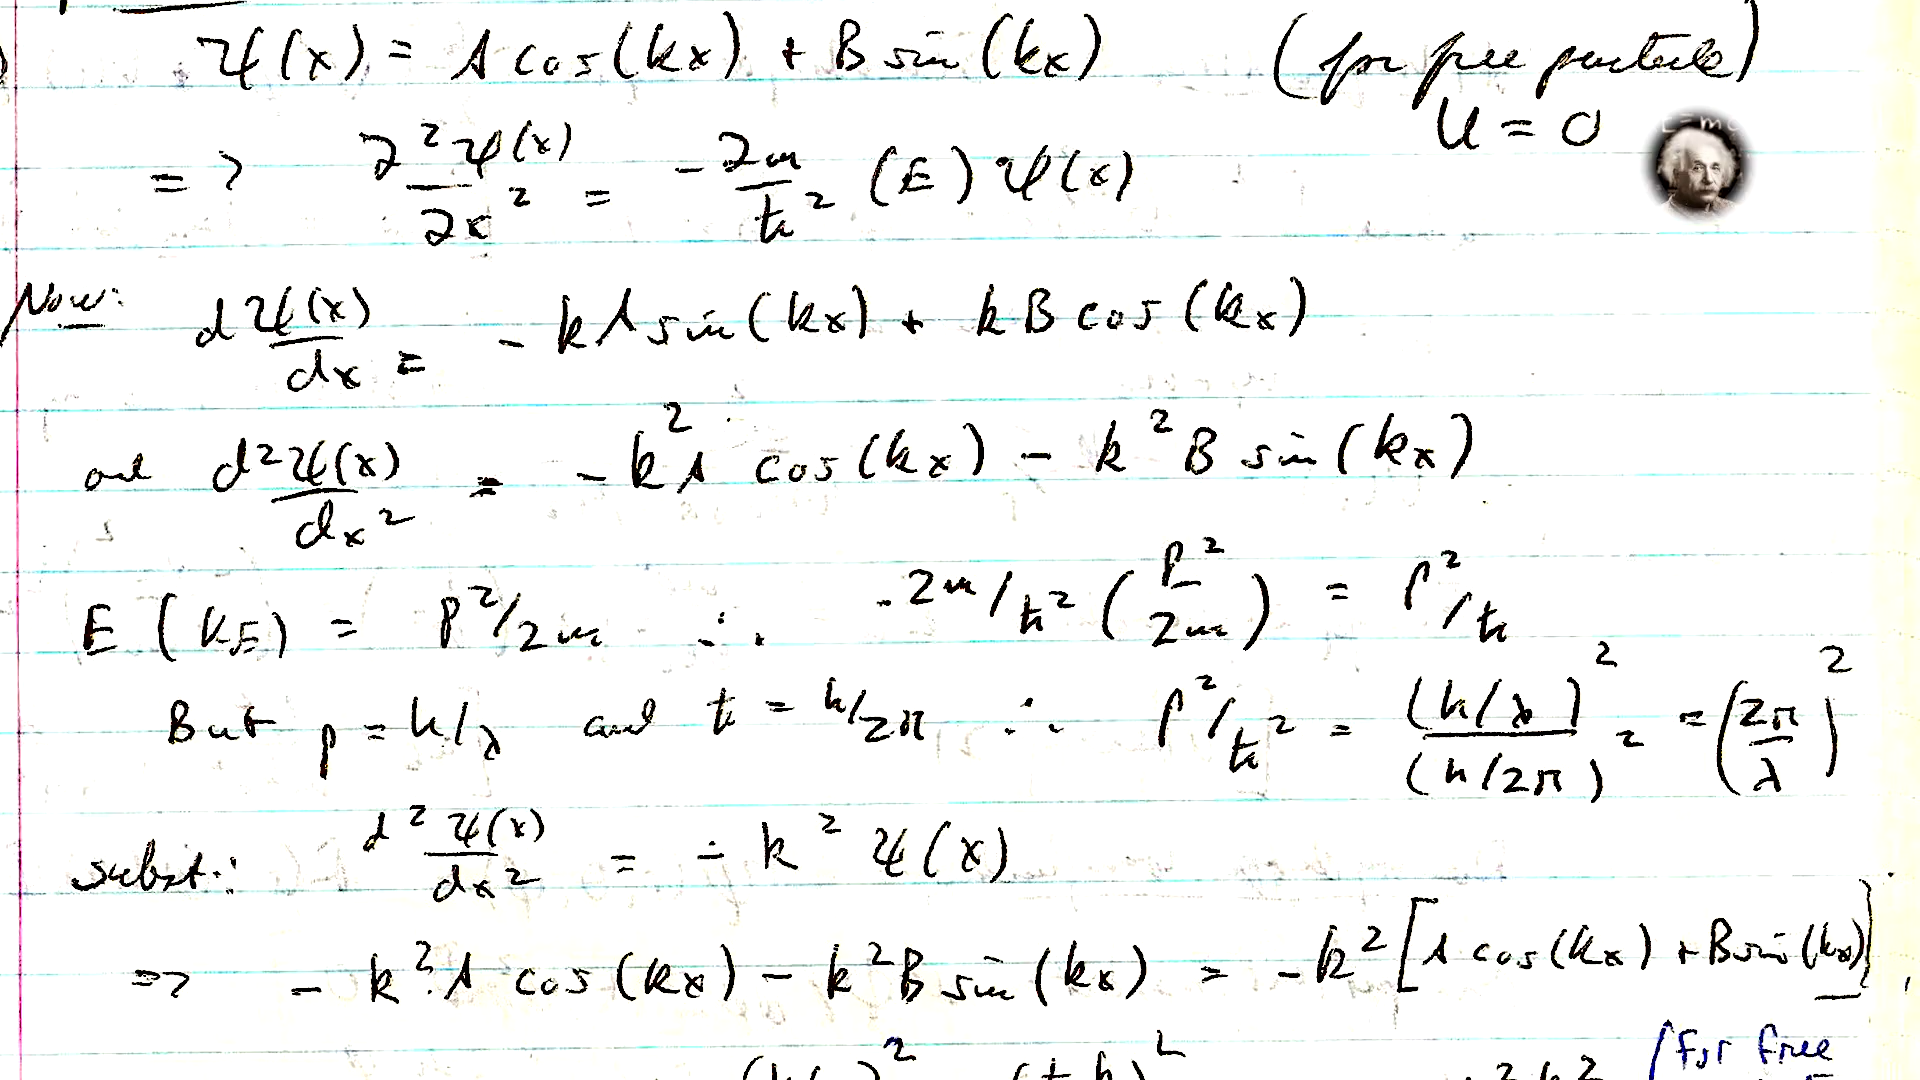 ψ(x) = A cos(kx) + B sin(kx) (for free particle)
U = 0
=> ∂²ψ(x)/∂x² = -2m/ħ² (E) ψ(x)
Now: dψ(x)/dx = - kA sin(kx) + kB cos(kx)
and d²ψ(x)/dx² = -k²A cos(kx) - k²B sin(kx)
E (KE) = P²/2m ∴ -2m/ħ² (P²/2m) = P²/ħ
But p = h/λ and ħ = h/2π ∴ P²/ħ² = (h/λ)²/(h/2π)² = (2π/λ)²
subst: d²ψ(x)/dx² = -k² ψ(x)
=> - k²A cos(kx) - k²B sin(kx) = -k² [A cos(kx) + B sin(kx)]
(For free